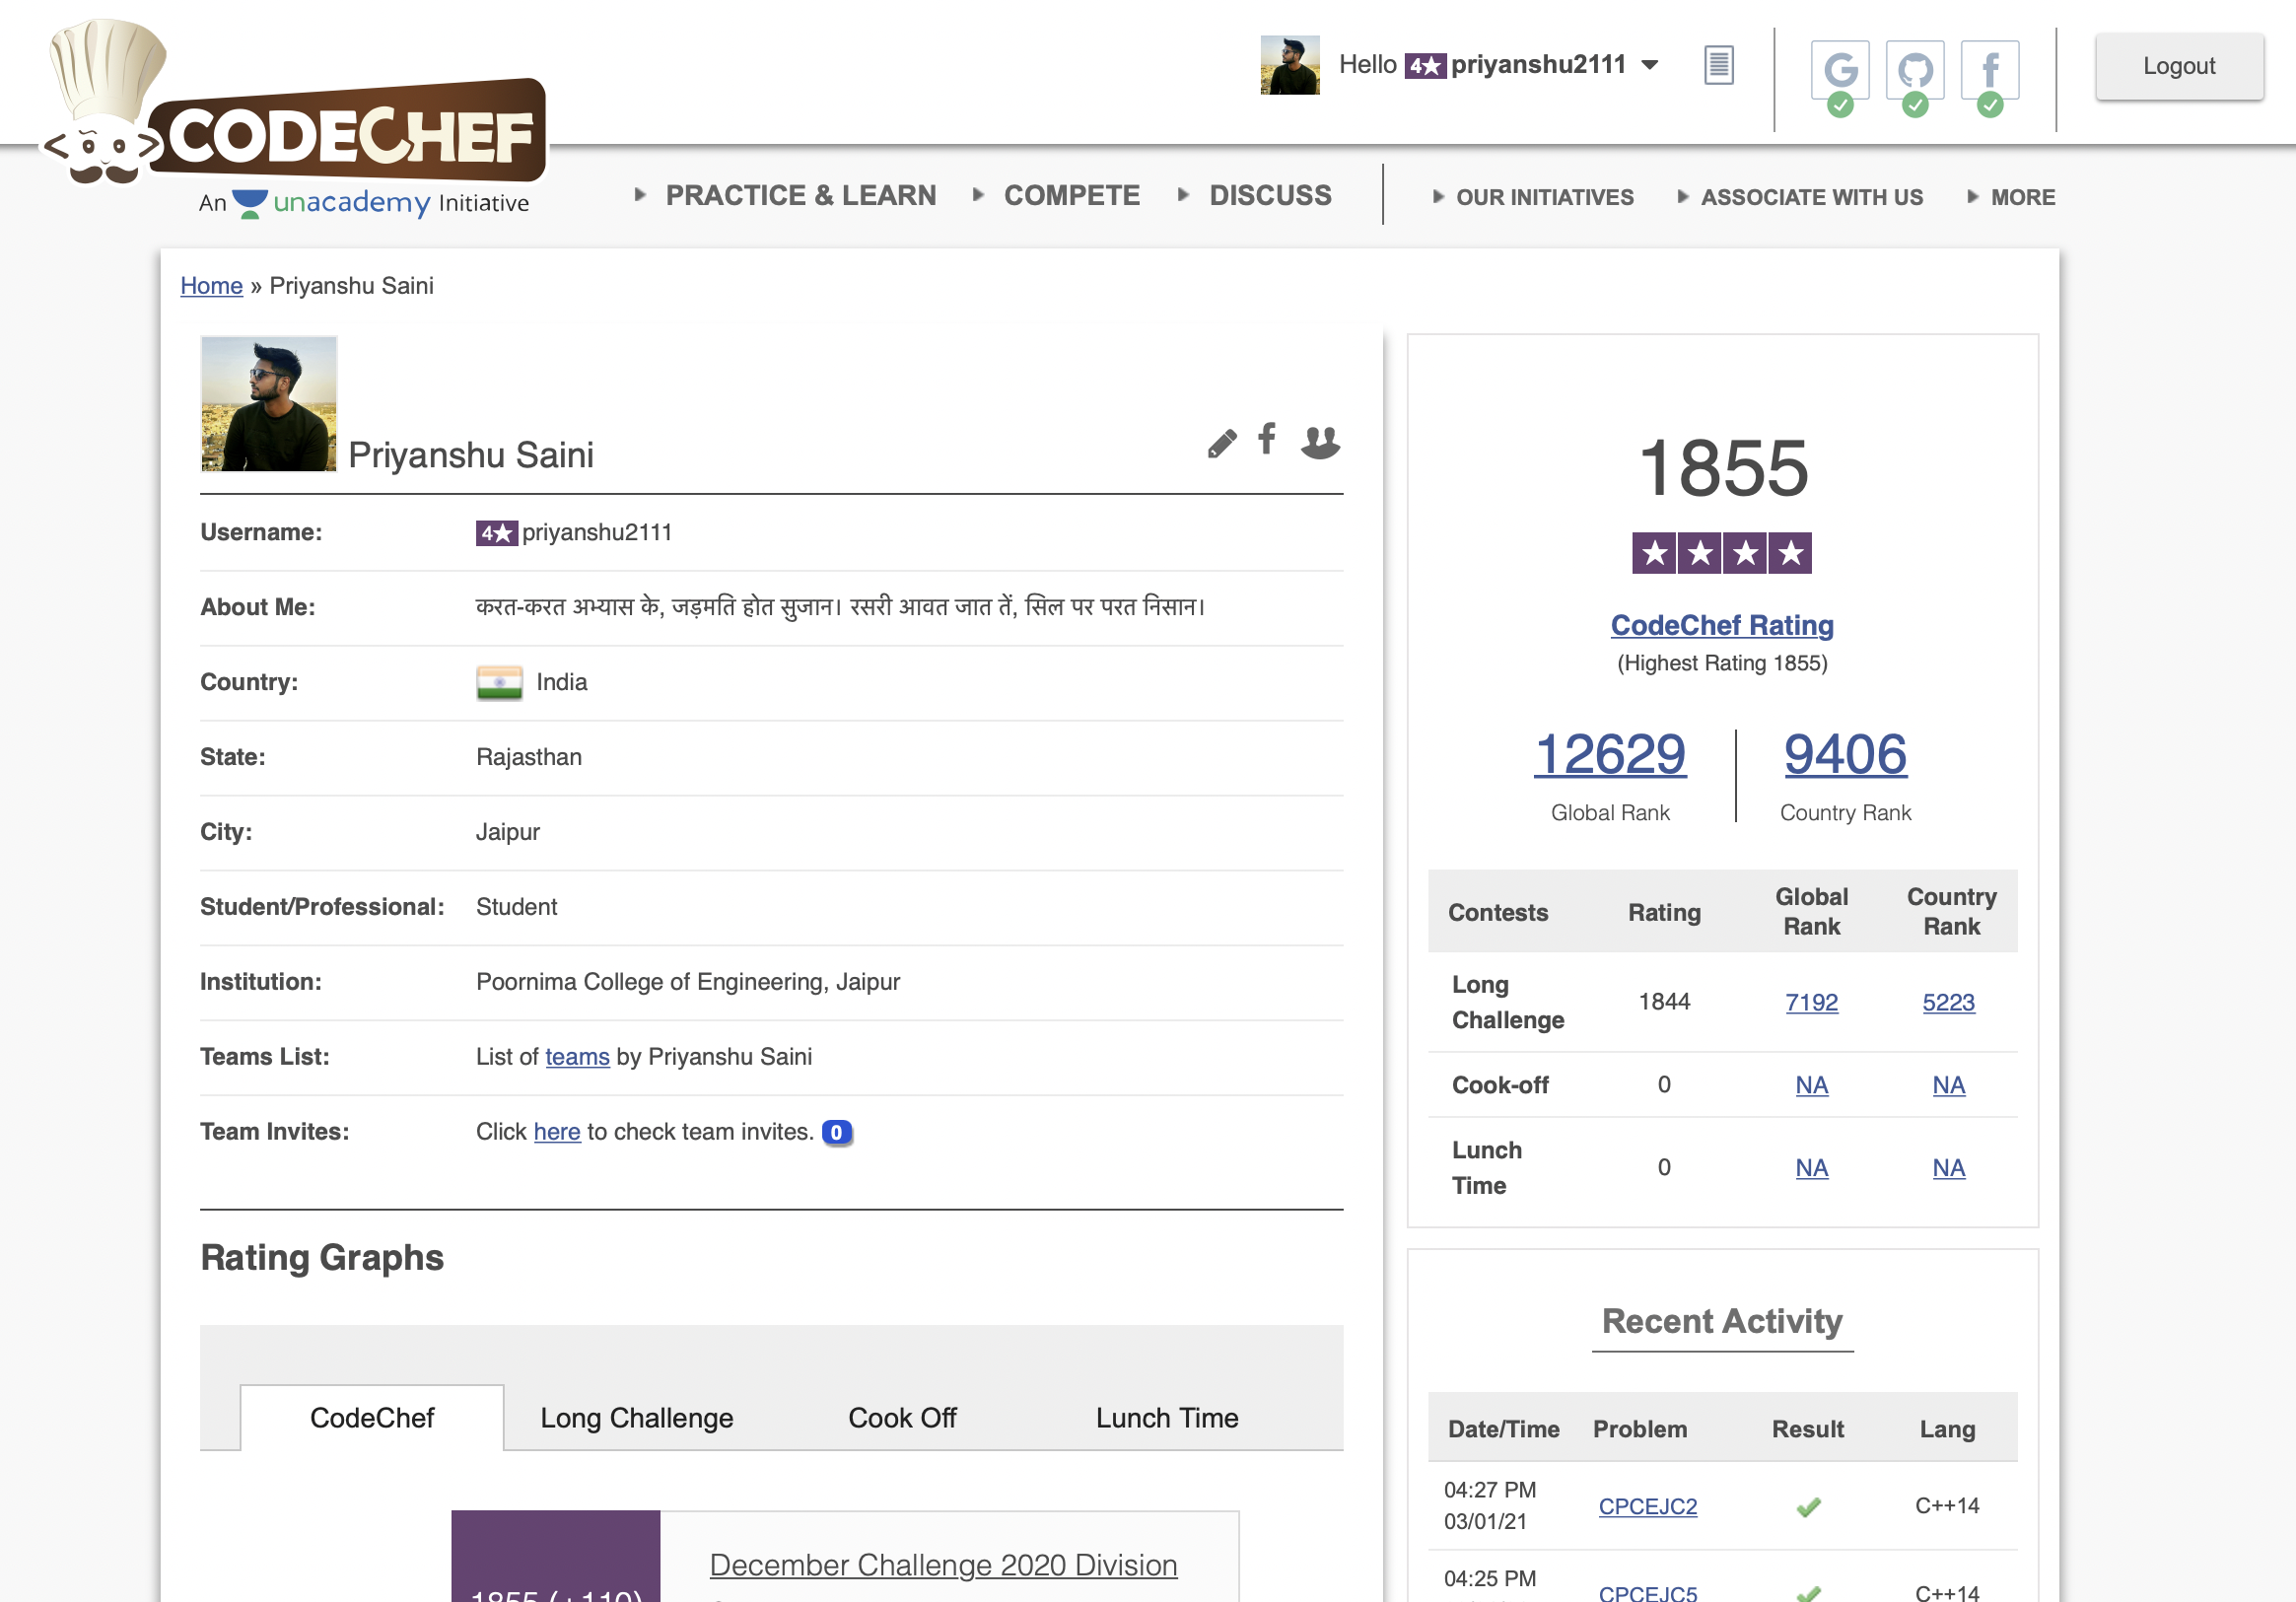 Hello 4★ priyanshu2111
Logout
CODECHEF
An unacademy Initiative
PRACTICE & LEARN
COMPETE
DISCUSS
OUR INITIATIVES
ASSOCIATE WITH US
MORE
Home » Priyanshu Saini
Priyanshu Saini
Username: 4★ priyanshu2111
About Me: करत-करत अभ्यास के, जड़मति होत सुजान। रसरी आवत जात तें, सिल पर परत निसान।
Country: India
State: Rajasthan
City: Jaipur
Student/Professional: Student
Institution: Poornima College of Engineering, Jaipur
Teams List: List of teams by Priyanshu Saini
Team Invites: Click here to check team invites. 0
Rating Graphs
CodeChef Long Challenge Cook Off Lunch Time
December Challenge 2020 Division
1855 (+110)
1855
★★★★
CodeChef Rating
(Highest Rating 1855)
12629 9406
Global Rank Country Rank
Contests Rating Global Rank Country Rank
Long Challenge 1844 7192 5223
Cook-off 0 NA NA
Lunch Time 0 NA NA
Recent Activity
Date/Time Problem Result Lang
04:27 PM
03/01/21 CPCEJC2 C++14
04:25 PM
CPCEJC5 C++14